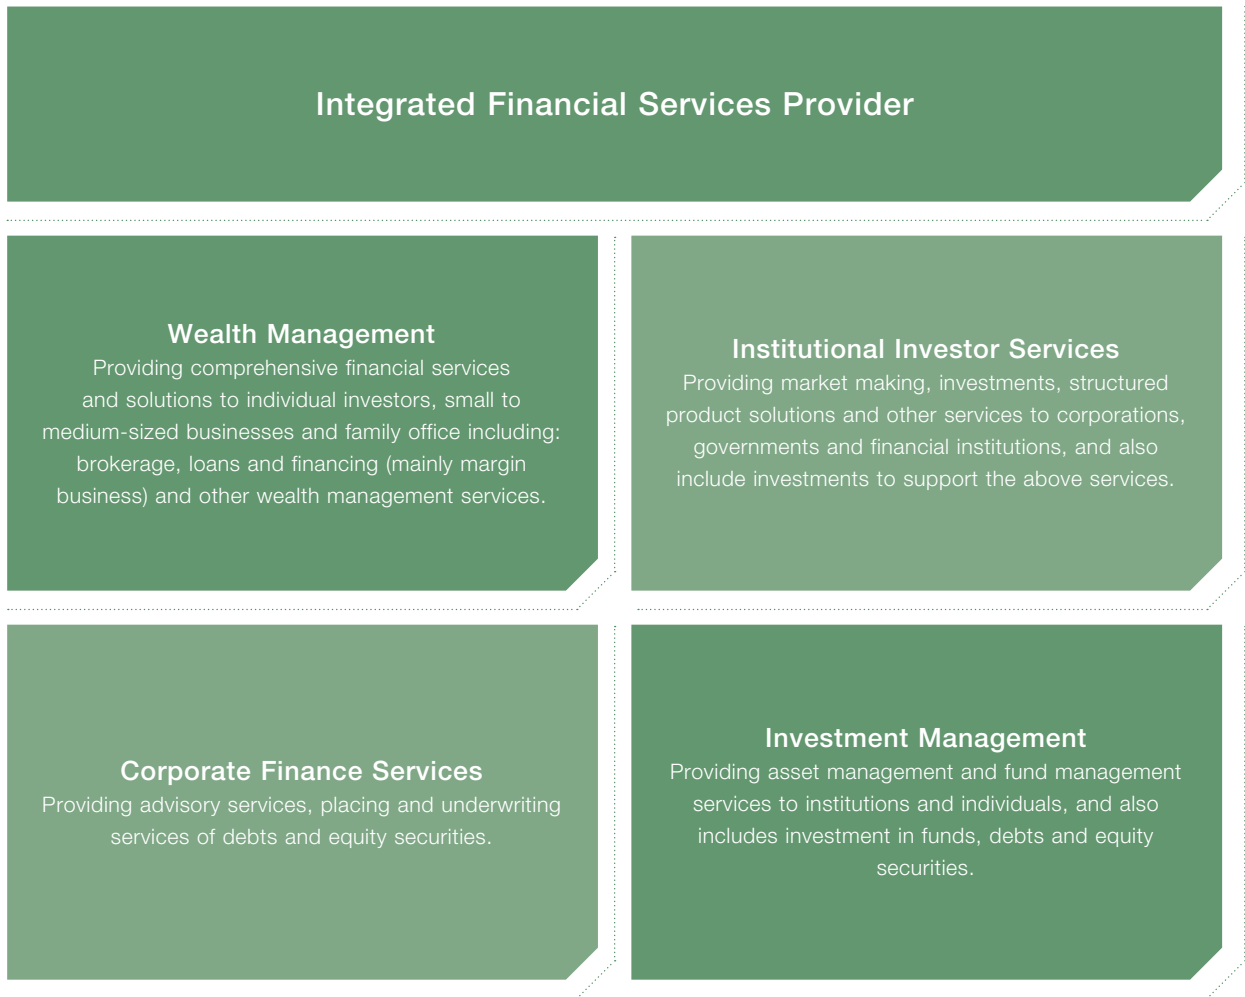 Integrated Financial Services Provider
Wealth Management
Providing comprehensive financial services
and solutions to individual investors, small to
medium-sized businesses and family office including:
brokerage, loans and financing (mainly margin
business) and other wealth management services.
Institutional Investor Services
Providing market making, investments, structured
product solutions and other services to corporations,
governments and financial institutions, and also
include investments to support the above services.
Corporate Finance Services
Providing advisory services, placing and underwriting
services of debts and equity securities.
Investment Management
Providing asset management and fund management
services to institutions and individuals, and also
includes investment in funds, debts and equity
securities.